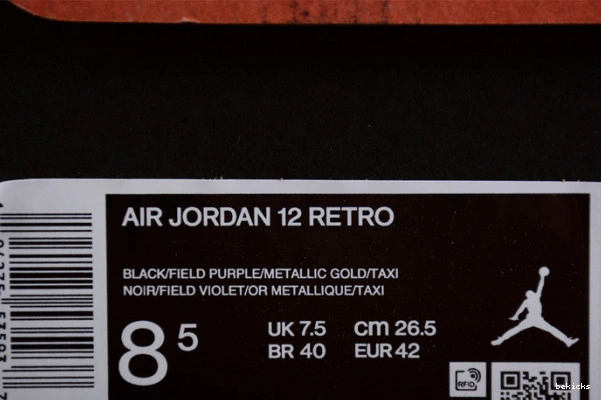 AIR JORDAN 12 RETRO
BLACK/FIELD PURPLE/METALLIC GOLD/TAXI
NOIR/FIELD VIOLET/OR METALLIQUE/TAXI
8 5
UK 7.5 cm 26.5
BR 40 EUR 42
RFID
bekicks